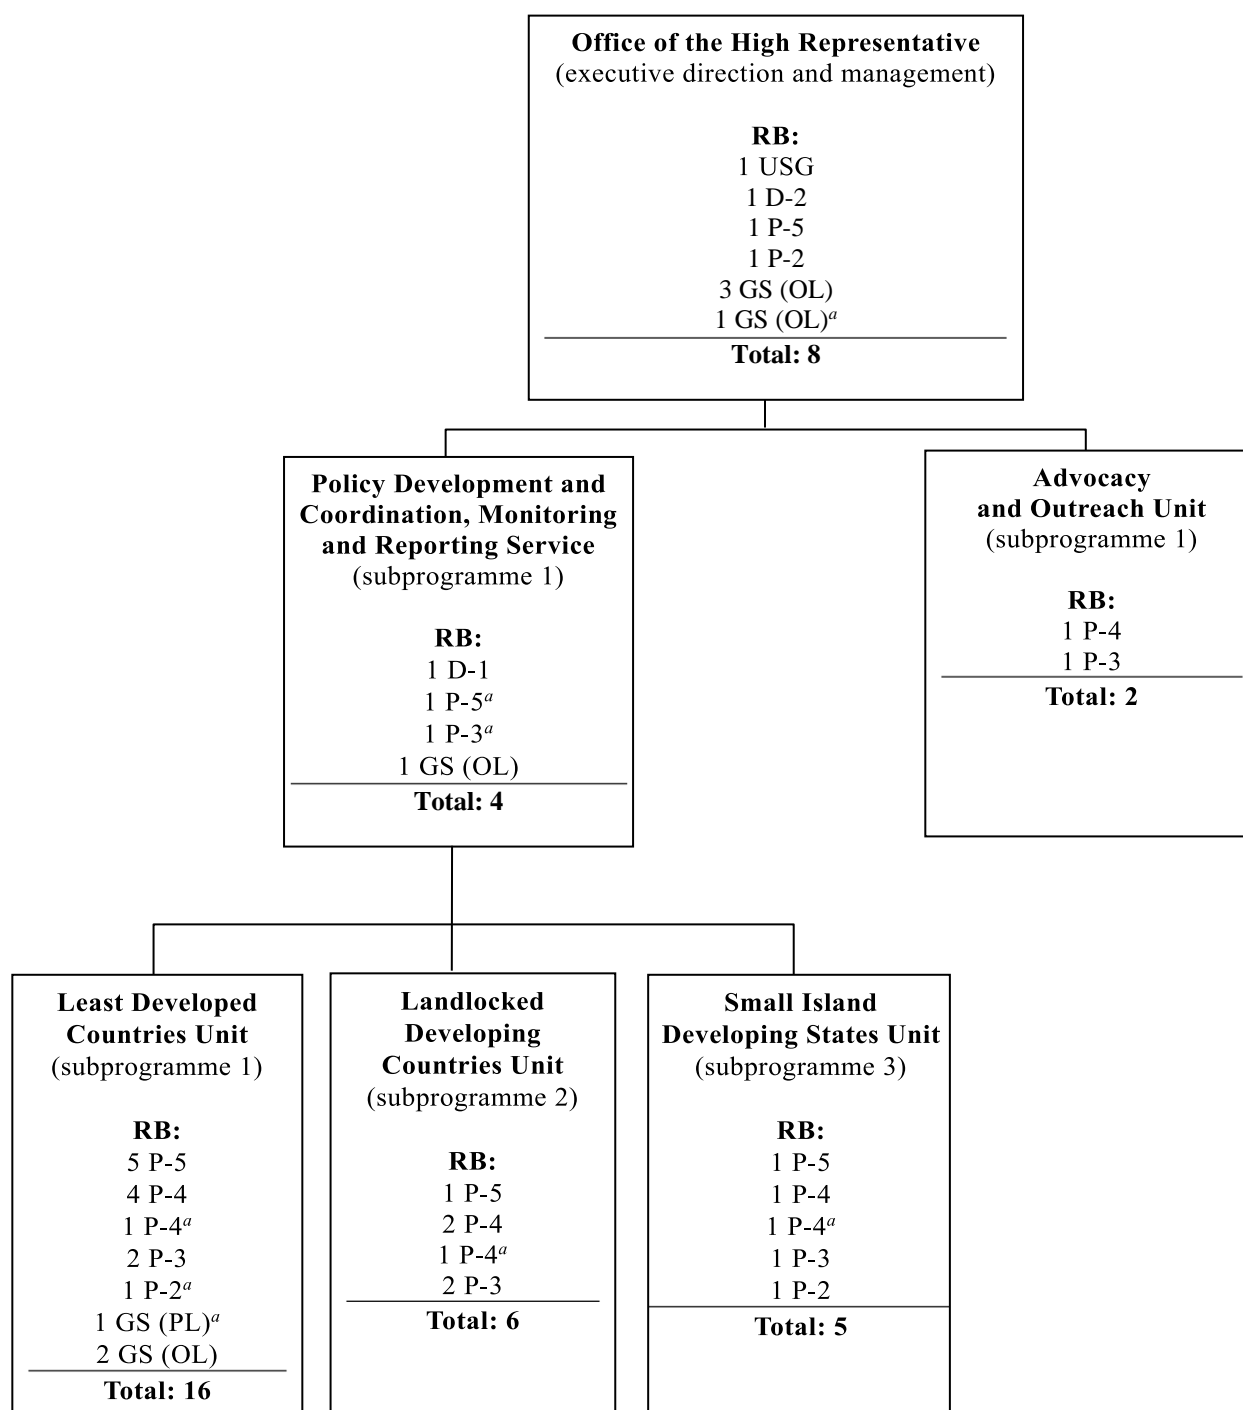 Office of the High Representative
(executive direction and management)
RB:
1 USG
1 D-2
1 P-5
1 P-2
3 GS (OL)
1 GS (OL)a
Total: 8
Policy Development and
Coordination, Monitoring
and Reporting Service
(subprogramme 1)
RB:
1 D-1
1 P-5a
1 P-3a
1 GS (OL)
Total: 4
Advocacy
and Outreach Unit
(subprogramme 1)
RB:
1 P-4
1 P-3
Total: 2
Least Developed
Countries Unit
(subprogramme 1)
RB:
5 P-5
4 P-4
1 P-4a
2 P-3
1 P-2a
1 GS (PL)a
2 GS (OL)
Total: 16
Landlocked
Developing
Countries Unit
(subprogramme 2)
RB:
1 P-5
2 P-4
1 P-4a
2 P-3
Total: 6
Small Island
Developing States Unit
(subprogramme 3)
RB:
1 P-5
1 P-4
1 P-4a
1 P-3
1 P-2
Total: 5